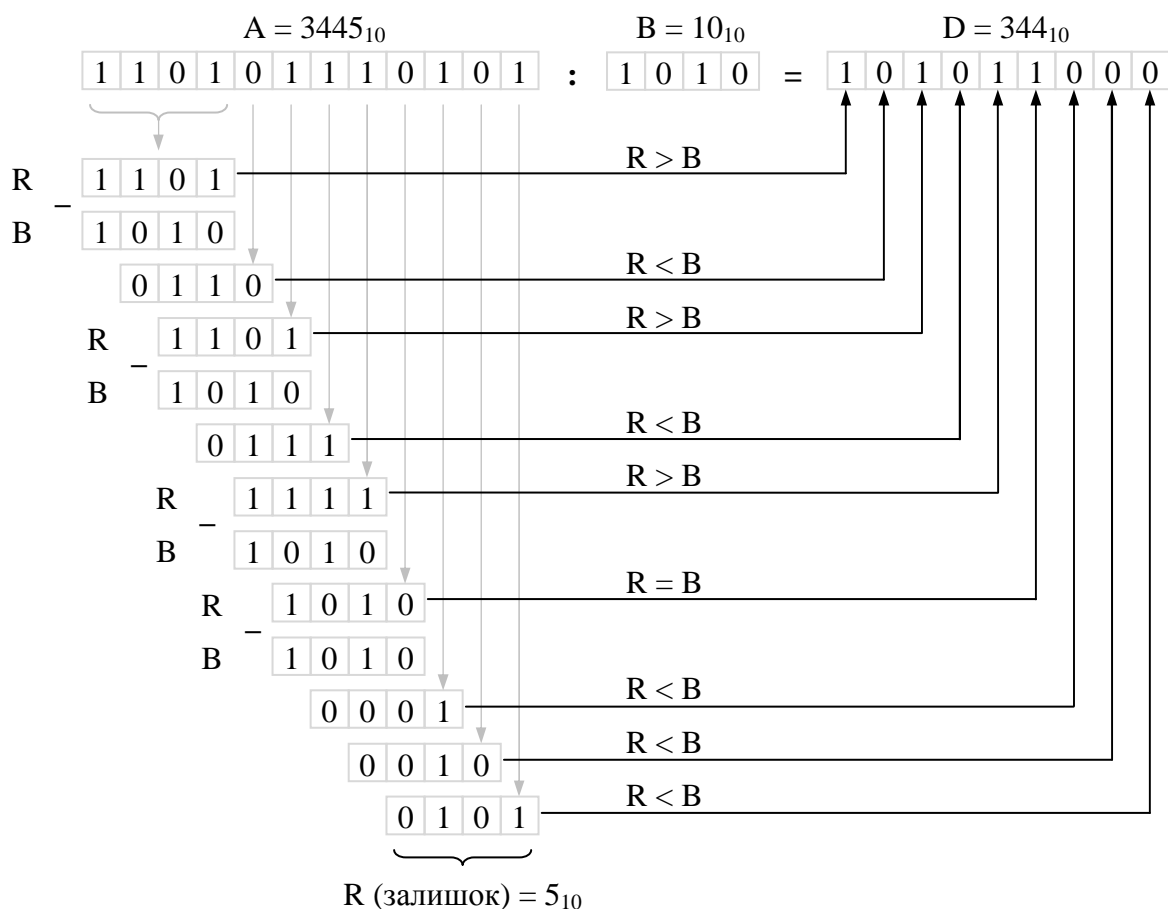 A = 3445₁₀ B = 10₁₀ D = 344₁₀
1 1 0 1 0 1 1 1 0 1 0 1 : 1 0 1 0 = 1 0 1 0 1 1 0 0 0
R > B
R 1 1 0 1
–
B 1 0 1 0
R < B
0 1 1 0
R > B
R 1 1 0 1
–
B 1 0 1 0
R < B
0 1 1 1
R > B
R 1 1 1 1
–
B 1 0 1 0
R = B
R 1 0 1 0
–
B 1 0 1 0
R < B
0 0 0 1
R < B
0 0 1 0
R < B
0 1 0 1
R (залишок) = 5₁₀